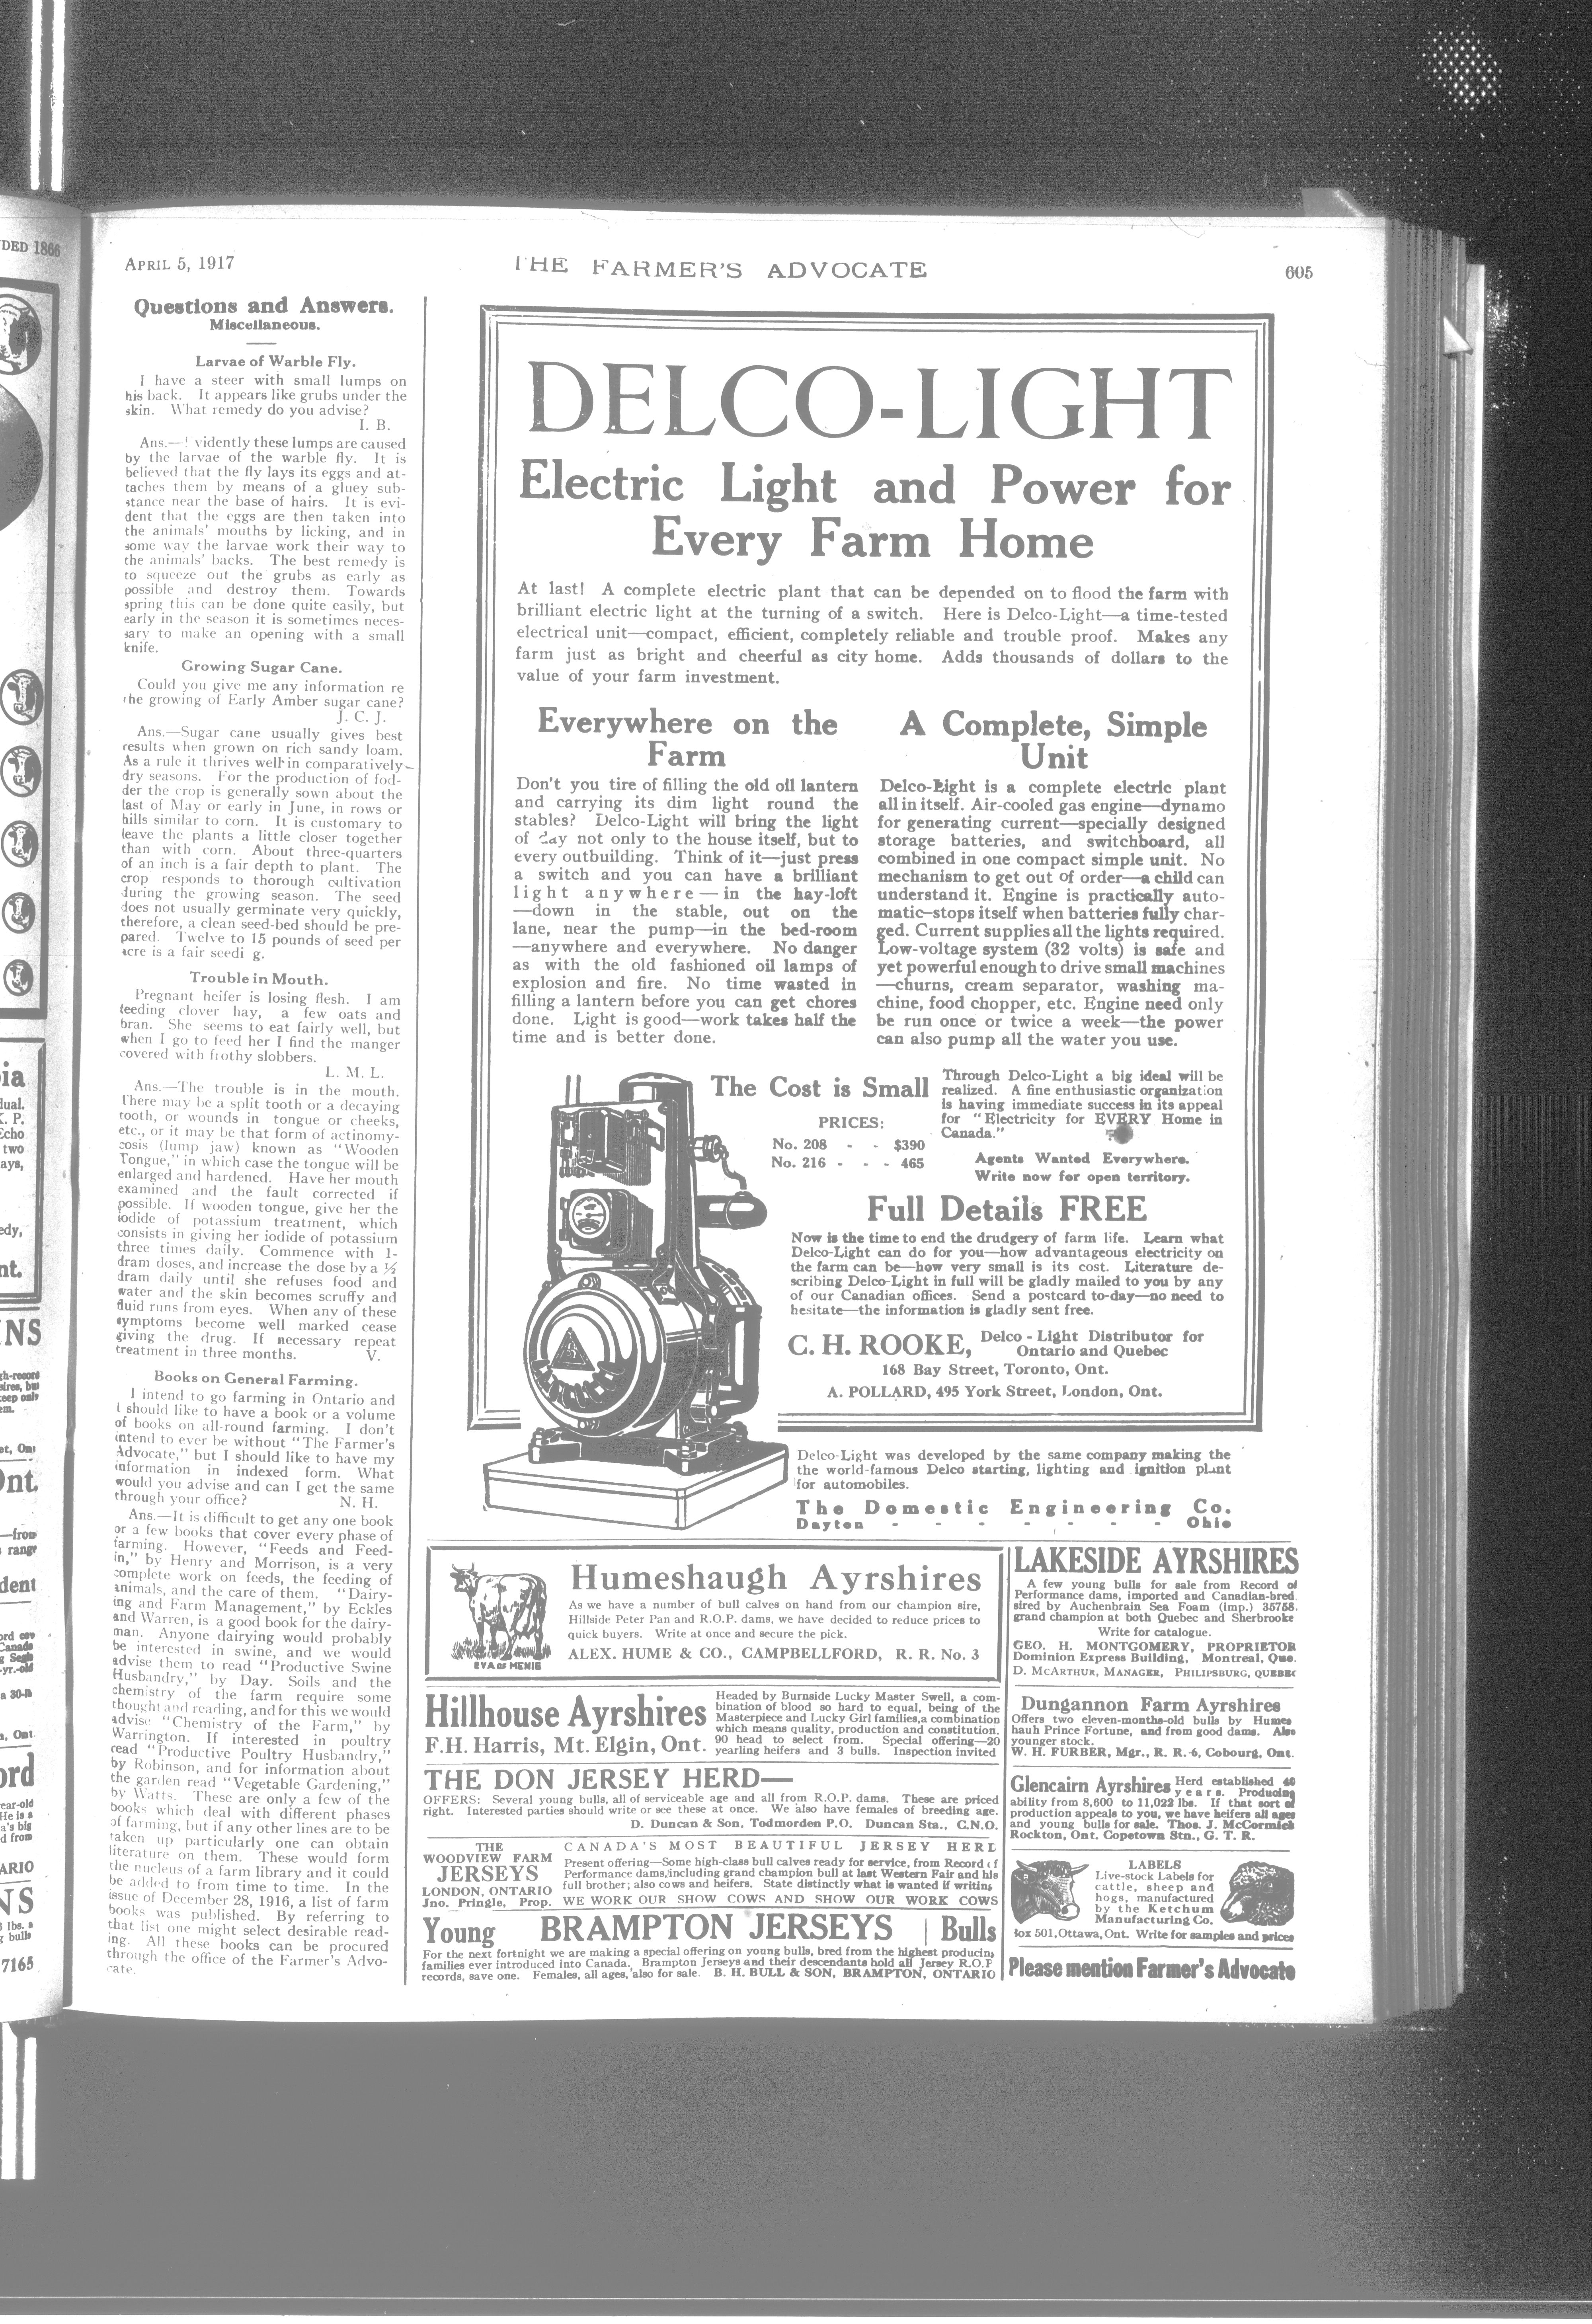 DED 1866
APRIL 5, 1917
THE FARMER'S ADVOCATE
605
Questions and Answers.
Miscellaneous.
Larvae of Warble Fly.
I have a steer with small lumps on
his back. It appears like grubs under the
skin. What remedy do you advise?
I. B.
Ans.— vidently these lumps are caused
by the larvae of the warble fly. It is
believed that the fly lays its eggs and at-
taches them by means of a gluey sub-
stance near the base of hairs. It is evi-
dent that the eggs are then taken into
the animals' mouths by licking, and in
some way the larvae work their way to
the animals' backs. The best remedy is
to squeeze out the grubs as early as
possible and destroy them. Towards
spring this can be done quite easily, but
early in the season it is sometimes neces-
sary to make an opening with a small
knife.
Growing Sugar Cane.
Could you give me any information re
the growing of Early Amber sugar cane?
J. C. J.
Ans.—Sugar cane usually gives best
results when grown on rich sandy loam.
As a rule it thrives well in comparatively
dry seasons. For the production of fod-
der the crop is generally sown about the
last of May or early in June, in rows or
hills similar to corn. It is customary to
leave the plants a little closer together
than with corn. About three-quarters
of an inch is a fair depth to plant. The
crop responds to thorough cultivation
during the growing season. The seed
does not usually germinate very quickly,
therefore, a clean seed-bed should be pre-
pared. Twelve to 15 pounds of seed per
acre is a fair seedi g.
Trouble in Mouth.
Pregnant heifer is losing flesh. I am
feeding clover hay, a few oats and
bran. She seems to eat fairly well, but
when I go to feed her I find the manger
covered with frothy slobbers.
L. M. L.
Ans.—The trouble is in the mouth.
There may be a split tooth or a decaying
tooth, or wounds in tongue or cheeks,
etc., or it may be that form of actinomy-
cosis (lump jaw) known as "Wooden
Tongue," in which case the tongue will be
enlarged and hardened. Have her mouth
examined and the fault corrected if
possible. If wooden tongue, give her the
iodide of potassium treatment, which
consists in giving her iodide of potassium
three times daily. Commence with 1-
dram doses, and increase the dose by a ½
dram daily until she refuses food and
water and the skin becomes scruffy and
fluid runs from eyes. When any of these
symptoms become well marked cease
giving the drug. If necessary repeat
treatment in three months. V.
Books on General Farming.
I intend to go farming in Ontario and
I should like to have a book or a volume
of books on all-round farming. I don't
intend to ever be without "The Farmer's
Advocate," but I should like to have my
information in indexed form. What
would you advise and can I get the same
through your office? N. H.
Ans.—It is difficult to get any one book
or a few books that cover every phase of
farming. However, "Feeds and Feed-
in," by Henry and Morrison, is a very
complete work on feeds, the feeding of
animals, and the care of them. "Dairy-
ing and Farm Management," by Eckles
and Warren, is a good book for the dairy-
man. Anyone dairying would probably
be interested in swine, and we would
advise them to read "Productive Swine
Husbandry," by Day. Soils and the
chemistry of the farm require some
thought and reading, and for this we would
advise "Chemistry of the Farm," by
Warrington. If interested in poultry
read "Productive Poultry Husbandry,"
by Robinson, and for information about
the garden read "Vegetable Gardening,"
by Watts. These are only a few of the
books which deal with different phases
of farming, but if any other lines are to be
taken up particularly one can obtain
literature on them. These would form
the nucleus of a farm library and it could
be added to from time to time. In the
issue of December 28, 1916, a list of farm
books was published. By referring to
that list one might select desirable read-
ing. All these books can be procured
through the office of the Farmer's Advo-
cate.
DELCO-LIGHT
Electric Light and Power for
Every Farm Home
At last! A complete electric plant that can be depended on to flood the farm with
brilliant electric light at the turning of a switch. Here is Delco-Light—a time-tested
electrical unit—compact, efficient, completely reliable and trouble proof. Makes any
farm just as bright and cheerful as city home. Adds thousands of dollars to the
value of your farm investment.
Everywhere on the
Farm
Don't you tire of filling the old oil lantern
and carrying its dim light round the
stables? Delco-Light will bring the light
of day not only to the house itself, but to
every outbuilding. Think of it—just press
a switch and you can have a brilliant
light anywhere—in the hay-loft
—down in the stable, out on the
lane, near the pump—in the bed-room
—anywhere and everywhere. No danger
as with the old fashioned oil lamps of
explosion and fire. No time wasted in
filling a lantern before you can get chores
done. Light is good—work takes half the
time and is better done.
A Complete, Simple
Unit
Delco-Light is a complete electric plant
all in itself. Air-cooled gas engine—dynamo
for generating current—specially designed
storage batteries, and switchboard, all
combined in one compact simple unit. No
mechanism to get out of order—a child can
understand it. Engine is practically auto-
matic—stops itself when batteries fully char-
ged. Current supplies all the lights required.
Low-voltage system (32 volts) is safe and
yet powerful enough to drive small machines
—churns, cream separator, washing ma-
chine, food chopper, etc. Engine need only
be run once or twice a week—the power
can also pump all the water you use.
The Cost is Small
PRICES:
No. 208 - - $390
No. 216 - - - 465
Through Delco-Light a big ideal will be
realized. A fine enthusiastic organization
is having immediate success in its appeal
for "Electricity for EVERY Home in
Canada."
Agents Wanted Everywhere.
Write now for open territory.
Full Details FREE
Now is the time to end the drudgery of farm life. Learn what
Delco-Light can do for you—how advantageous electricity on
the farm can be—how very small is its cost. Literature de-
scribing Delco-Light in full will be gladly mailed to you by any
of our Canadian offices. Send a postcard to-day—no need to
hesitate—the information is gladly sent free.
C. H. ROOKE, Delco-Light Distributor for
Ontario and Quebec
168 Bay Street, Toronto, Ont.
A. POLLARD, 495 York Street, London, Ont.
Delco-Light was developed by the same company making the
the world-famous Delco starting, lighting and ignition plant
for automobiles.
The Domestic Engineering Co.
Dayton - - - - - - - Ohio
Humeshaugh Ayrshires
As we have a number of bull calves on hand from our champion sire,
Hillside Peter Pan and R.O.P. dams, we have decided to reduce prices to
quick buyers. Write at once and secure the pick.
ALEX. HUME & CO., CAMPBELLFORD, R. R. No. 3
EVA OF MENIE
Hillhouse Ayrshires
F.H. Harris, Mt. Elgin, Ont.
Headed by Burnside Lucky Master Swell, a com-
bination of blood so hard to equal, being of the
Masterpiece and Lucky Girl families,a combination
which means quality, production and constitution.
90 head to select from. Special offering—20
yearling heifers and 3 bulls. Inspection invited
THE DON JERSEY HERD—
OFFERS: Several young bulls, all of serviceable age and all from R.O.P. dams. These are priced
right. Interested parties should write or see these at once. We also have females of breeding age.
D. Duncan & Son, Todmorden P.O. Duncan Sta., C.N.O.
THE
WOODVIEW FARM
JERSEYS
LONDON, ONTARIO
Jno. Pringle, Prop.
CANADA'S MOST BEAUTIFUL JERSEY HERD
Present offering—Some high-class bull calves ready for service, from Record of
Performance dams,including grand champion bull at last Western Fair and his
full brother; also cows and heifers. State distinctly what is wanted if writing
WE WORK OUR SHOW COWS AND SHOW OUR WORK COWS
Young BRAMPTON JERSEYS Bulls
For the next fortnight we are making a special offering on young bulls, bred from the highest producing
families ever introduced into Canada. Brampton Jerseys and their descendants hold all Jersey R.O.P
records, save one. Females, all ages, also for sale. B. H. BULL & SON, BRAMPTON, ONTARIO
LAKESIDE AYRSHIRES
A few young bulls for sale from Record of
Performance dams, imported and Canadian-bred
sired by Auchenbrain Sea Foam (imp.) 35758.
grand champion at both Quebec and Sherbrooke
Write for catalogue.
GEO. H. MONTGOMERY, PROPRIETOR
Dominion Express Building, Montreal, Que.
D. MCARTHUR, MANAGER, PHILIPSBURG, QUEBEC
Dungannon Farm Ayrshires
Offers two eleven-months-old bulls by Humes
hauh Prince Fortune, and from good dams. Also
younger stock.
W. H. FURBER, Mgr., R. R. 6, Cobourg, Ont.
Glencairn Ayrshires Herd established 40
years. Producing
ability from 8,600 to 11,022 lbs. If that sort of
production appeals to you, we have heifers all ages
and young bulls for sale. Thos. J. McCormick
Rockton, Ont. Copetown Stn., G. T. R.
LABELS
Live-stock Labels for
cattle, sheep and
hogs, manufactured
by the Ketchum
Manufacturing Co.
Box 501, Ottawa, Ont. Write for samples and prices
Please mention Farmer's Advocate